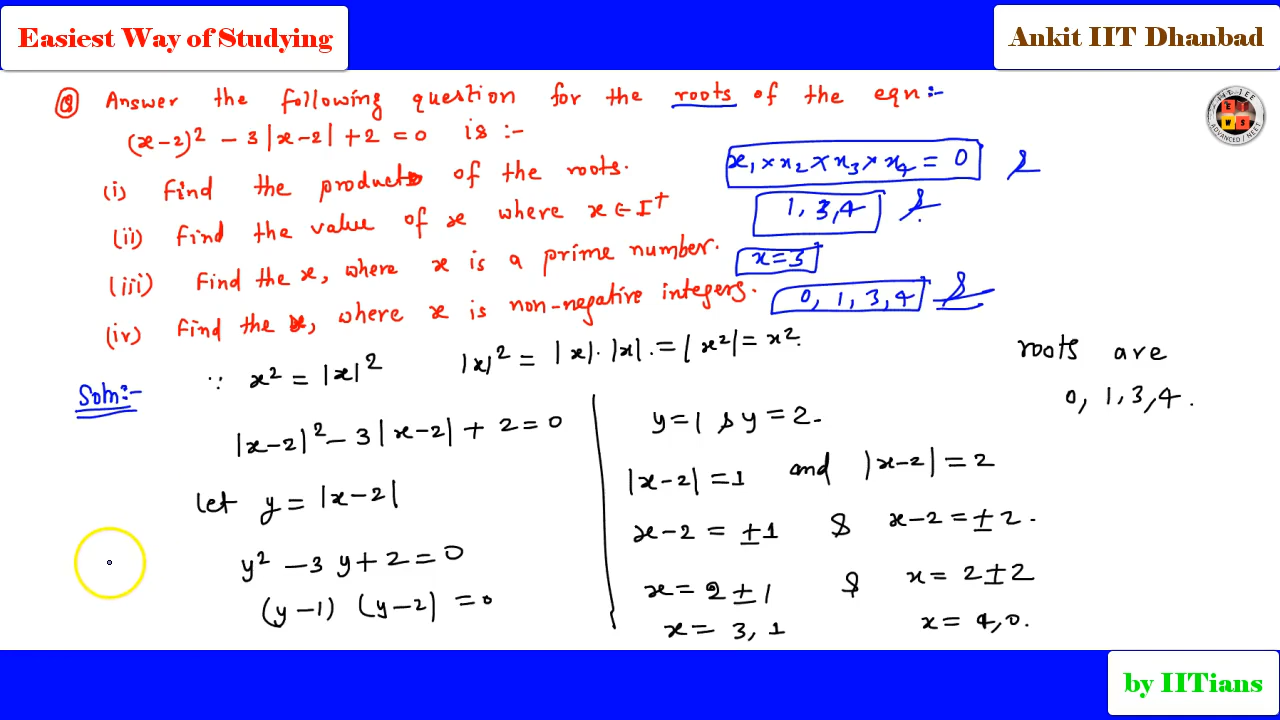 Easiest Way of Studying
Ankit IIT Dhanbad
Q Answer the following question for the roots of the eqn:-
(x-2)² - 3|x-2| + 2 = 0 is :-
(i) Find the product of the roots. x₁ × x₂ × x₃ × x₄ = 0
(ii) Find the value of x where x ∈ I⁺ 1, 3, 4
(iii) Find the x, where x is a prime number. x = 3
(iv) Find the x, where x is non-negative integers. 0, 1, 3, 4
Soln:-
∵ x² = |x|² |x|² = |x|·|x|. = |x²| = x².
|x-2|² - 3|x-2| + 2 = 0
let y = |x-2|
y² - 3y + 2 = 0
(y-1) (y-2) = 0
y = 1 & y = 2.
|x-2| = 1 and |x-2| = 2
x-2 = ±1 & x-2 = ±2.
x = 2 ± 1 & x = 2 ± 2
x = 3, 1 x = 4, 0.
roots are
0, 1, 3, 4.
by IITians